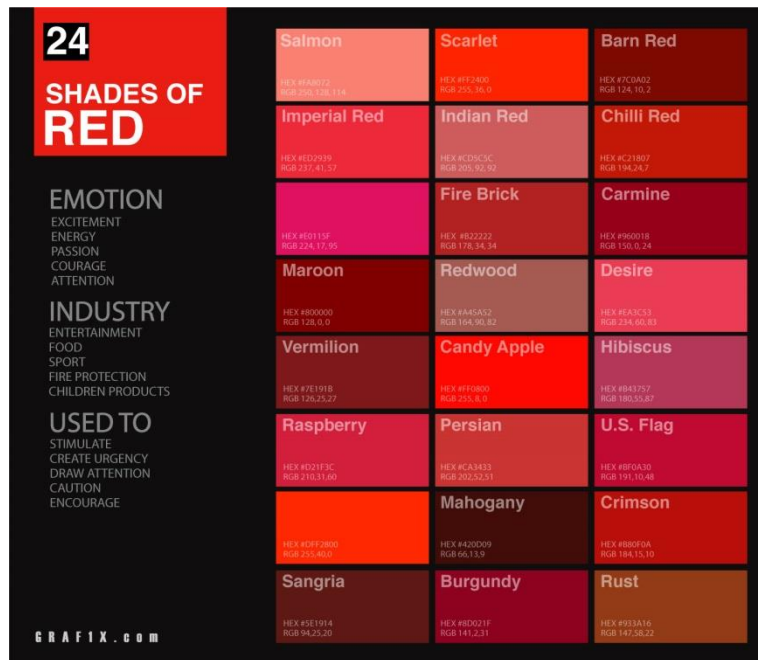 24
SHADES OF
RED
EMOTION
EXCITEMENT
ENERGY
PASSION
COURAGE
ATTENTION
INDUSTRY
ENTERTAINMENT
FOOD
SPORT
FIRE PROTECTION
CHILDREN PRODUCTS
USED TO
STIMULATE
CREATE URGENCY
DRAW ATTENTION
CAUTION
ENCOURAGE
GRAF1X.com
Salmon
HEX #FA8072
RGB 250, 128, 114
Scarlet
HEX #FF2400
RGB 255, 36, 0
Barn Red
HEX #7C0A02
RGB 124, 10, 2
Imperial Red
HEX #ED2939
RGB 237, 41, 57
Indian Red
HEX #CD5C5C
RGB 205, 92, 92
Chilli Red
HEX #C21807
RGB 194,24,7
HEX #E0115F
RGB 224, 17, 95
Fire Brick
HEX #B22222
RGB 178, 34, 34
Carmine
HEX #960018
RGB 150, 0, 24
Maroon
HEX #800000
RGB 128, 0, 0
Redwood
HEX #A45A52
RGB 164, 90, 82
Desire
HEX #EA3C53
RGB 234, 60, 83
Vermilion
HEX #7E191B
RGB 126,25,27
Candy Apple
HEX #FF0800
RGB 255, 8, 0
Hibiscus
HEX #B43757
RGB 180,55,87
Raspberry
HEX #D21F3C
RGB 210,31,60
Persian
HEX #CA3433
RGB 202,52,51
U.S. Flag
HEX #BF0A30
RGB 191,10,48
HEX #DFF2800
RGB 255,40,0
Mahogany
HEX #420D09
RGB 66,13,9
Crimson
HEX #B80F0A
RGB 184,15,10
Sangria
HEX #5E1914
RGB 94,25,20
Burgundy
HEX #8D021F
RGB 141,2,31
Rust
HEX #933A16
RGB 147,58,22